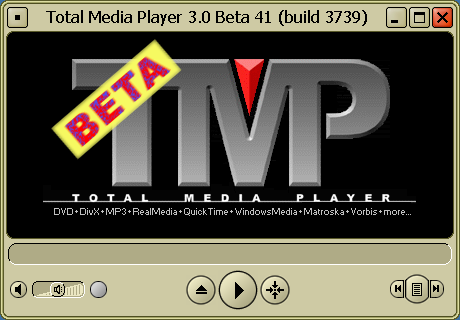 Total Media Player 3.0 Beta 41 (build 3739)
BETA
TMP
TOTAL MEDIA PLAYER
DVD•DivX•MP3•RealMedia•QuickTime•WindowsMedia•Matroska•Vorbis•more...